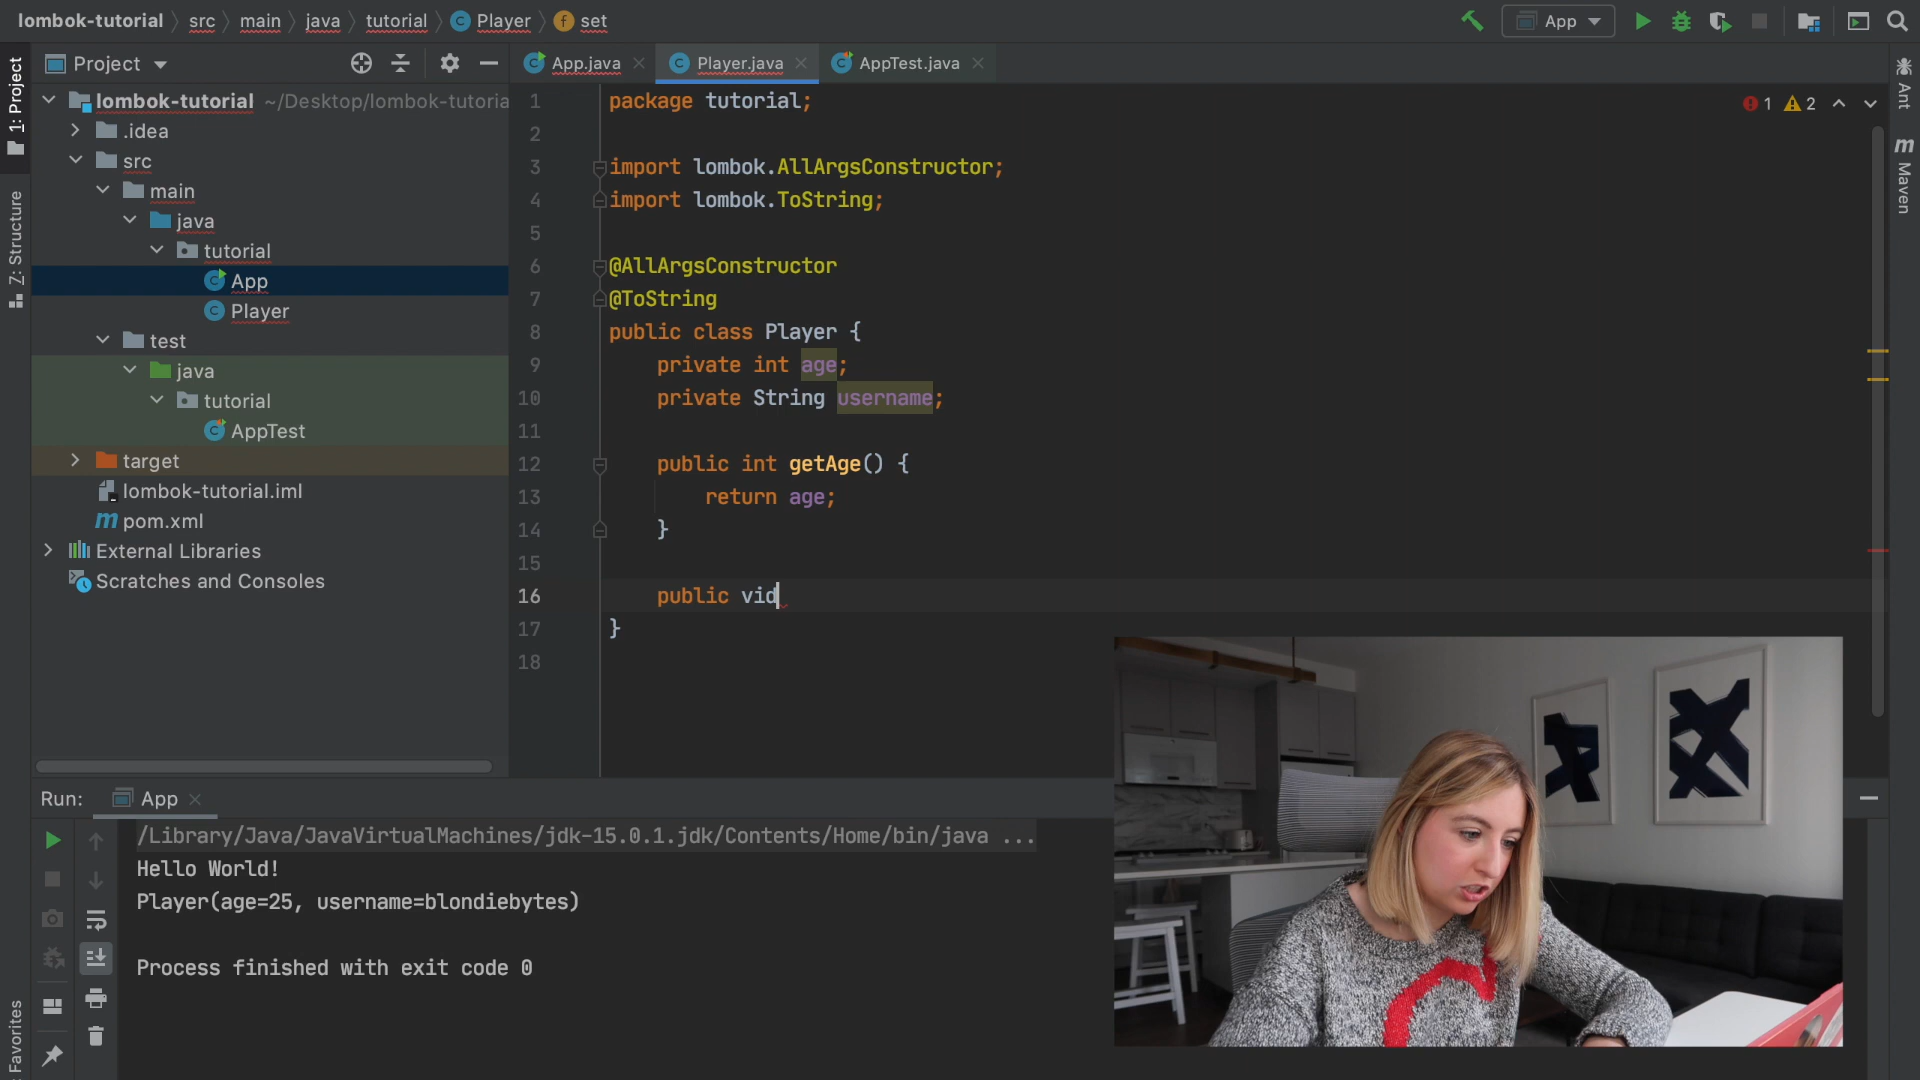 lombok-tutorial src main java tutorial Player set
App
1: Project
Z: Structure
Favorites
Project
lombok-tutorial ~/Desktop/lombok-tutoria
.idea
src
main
java
tutorial
App
Player
test
java
tutorial
AppTest
target
lombok-tutorial.iml
pom.xml
External Libraries
Scratches and Consoles
App.java Player.java AppTest.java
1 package tutorial;
2
3 import lombok.AllArgsConstructor;
4 import lombok.ToString;
5
6 @AllArgsConstructor
7 @ToString
8 public class Player {
9 private int age;
10 private String username;
11
12 public int getAge() {
13 return age;
14 }
15
16 public vid
17 }
18
1 2
Ant
Maven
Run: App
/Library/Java/JavaVirtualMachines/jdk-15.0.1.jdk/Contents/Home/bin/java ...
Hello World!
Player(age=25, username=blondiebytes)
Process finished with exit code 0